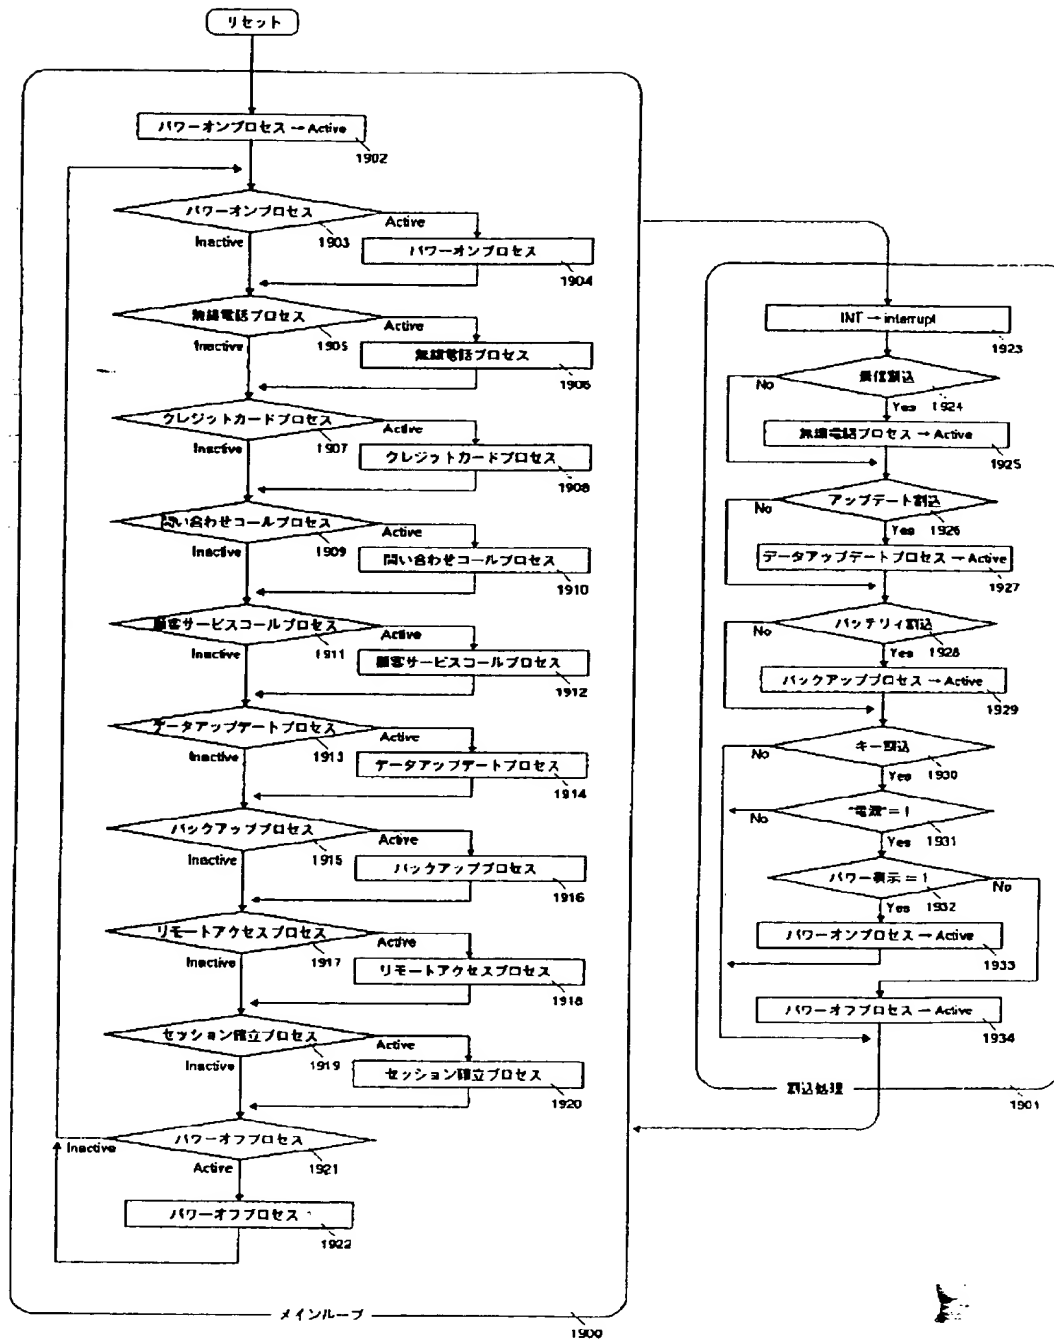 リセット
パワーオンプロセス → Active
1902
パワーオンプロセス
1903
Active
Inactive
パワーオンプロセス
1904
無線電話プロセス
1905
Active
Inactive
無線電話プロセス
1906
クレジットカードプロセス
1907
Active
Inactive
クレジットカードプロセス
1908
問い合わせコールプロセス
1909
Active
Inactive
問い合わせコールプロセス
1910
顧客サービスコールプロセス
1911
Active
Inactive
顧客サービスコールプロセス
1912
データアップデートプロセス
1913
Active
Inactive
データアップデートプロセス
1914
バックアッププロセス
1915
Active
Inactive
バックアッププロセス
1916
リモートアクセスプロセス
1917
Active
Inactive
リモートアクセスプロセス
1918
セッション確立プロセス
1919
Active
Inactive
セッション確立プロセス
1920
パワーオフプロセス
1921
Inactive
Active
パワーオフプロセス
1922
メインループ
1900
INT → interrupt
1923
割込
No
Yes
1924
無線電話プロセス → Active
1925
アップデート割込
No
Yes
1926
データアップデートプロセス → Active
1927
バッテリィ割込
No
Yes
1928
バックアッププロセス → Active
1929
キー割込
No
Yes
1930
"電源" = 1
No
Yes
1931
パワー表示 = 1
No
Yes
1932
パワーオンプロセス → Active
1933
パワーオフプロセス → Active
1934
割込処理
1901